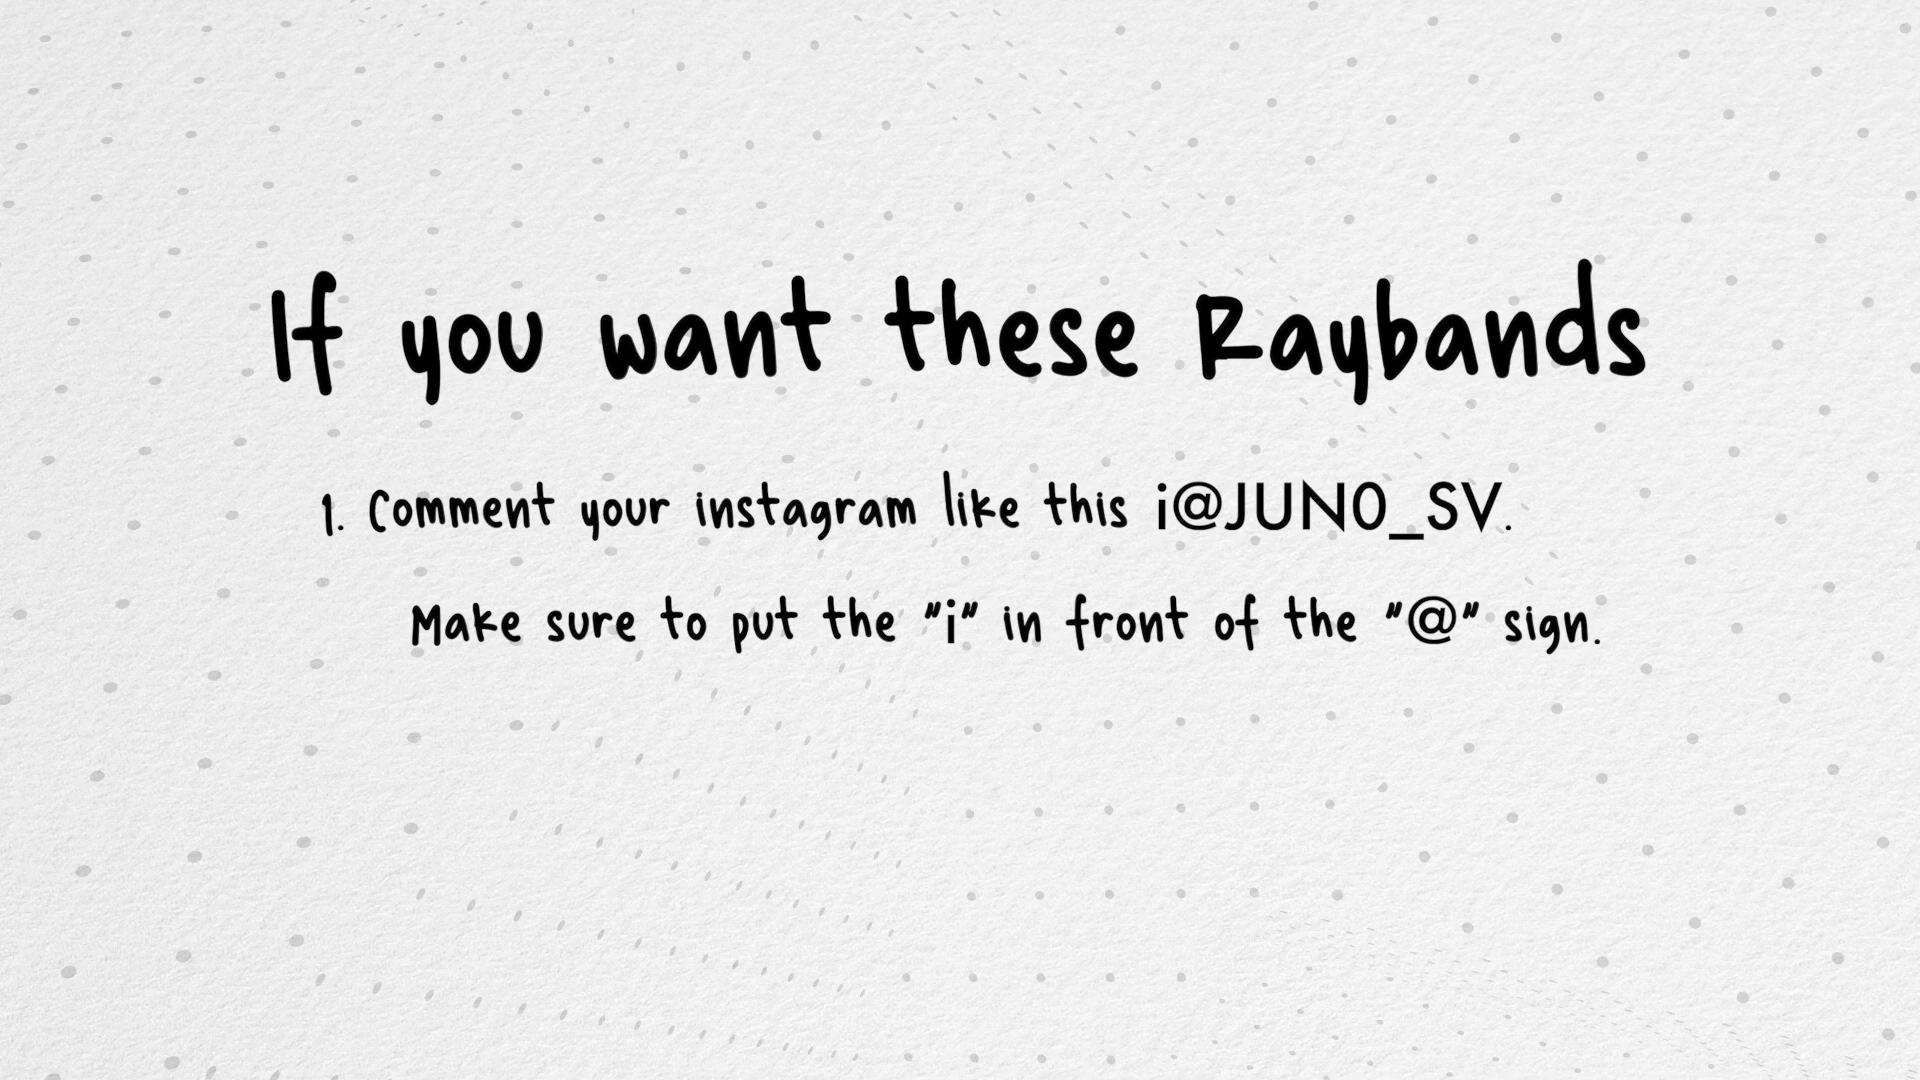 If you want these Raybands
1. Comment your instagram like this i@JUN0_SV.
Make sure to put the "i" in front of the "@" sign.